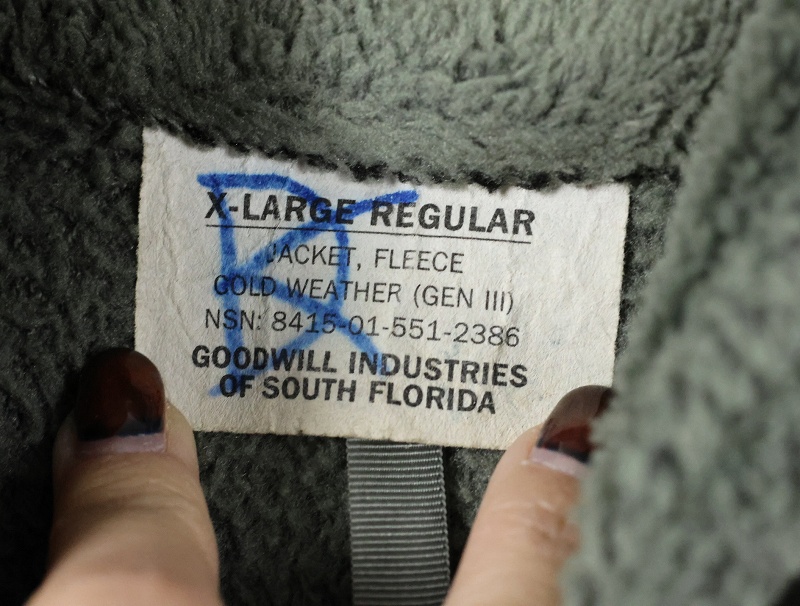 X-LARGE REGULAR
JACKET, FLEECE
COLD WEATHER (GEN III)
NSN: 8415-01-551-2386
GOODWILL INDUSTRIES
OF SOUTH FLORIDA